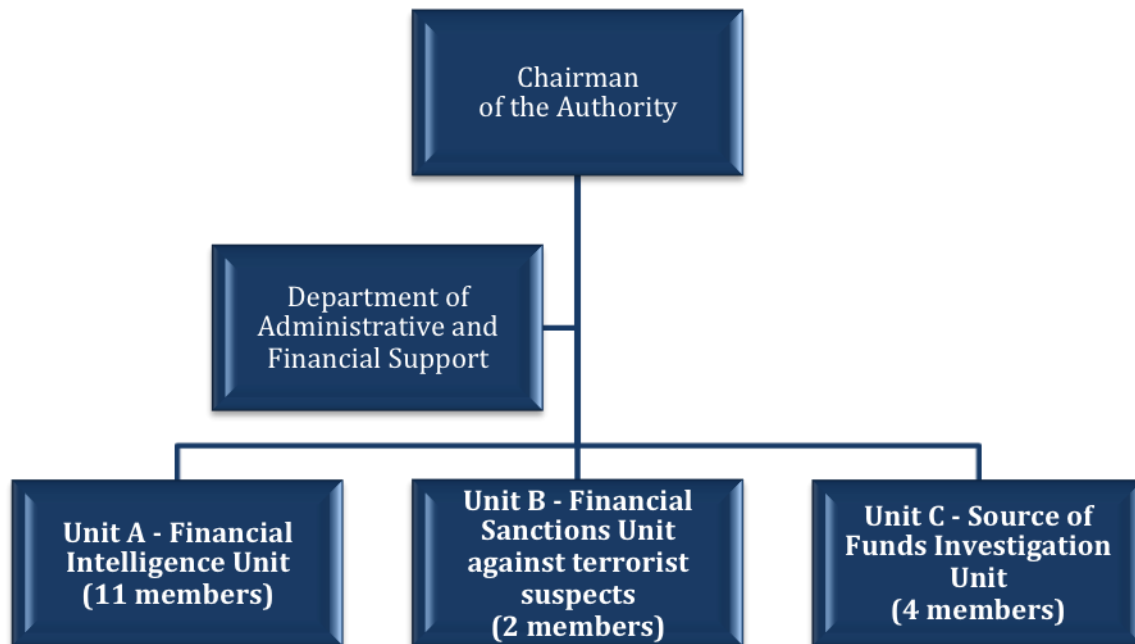 Chairman
of the Authority
Department of
Administrative and
Financial Support
Unit A - Financial
Intelligence Unit
(11 members)
Unit B - Financial
Sanctions Unit
against terrorist
suspects
(2 members)
Unit C - Source of
Funds Investigation
Unit
(4 members)